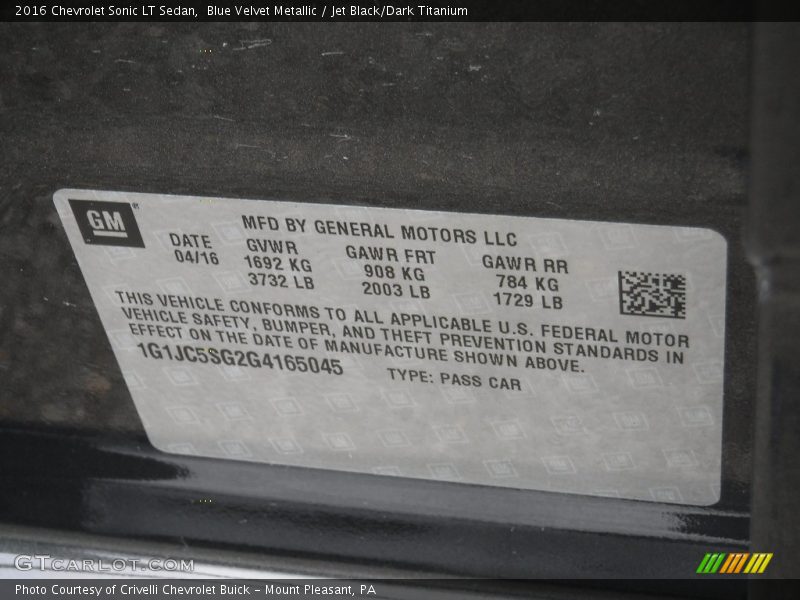 2016 Chevrolet Sonic LT Sedan,  Blue Velvet Metallic / Jet Black/Dark Titanium
GM
MFD BY GENERAL MOTORS LLC
DATE GVWR GAWR FRT GAWR RR
04/16 1692 KG 908 KG 784 KG
3732 LB 2003 LB 1729 LB
THIS VEHICLE CONFORMS TO ALL APPLICABLE U.S. FEDERAL MOTOR
VEHICLE SAFETY, BUMPER, AND THEFT PREVENTION STANDARDS IN
EFFECT ON THE DATE OF MANUFACTURE SHOWN ABOVE.
1G1JC5SG2G4165045 TYPE: PASS CAR
GTCARLOT.COM
Photo Courtesy of Crivelli Chevrolet Buick - Mount Pleasant, PA